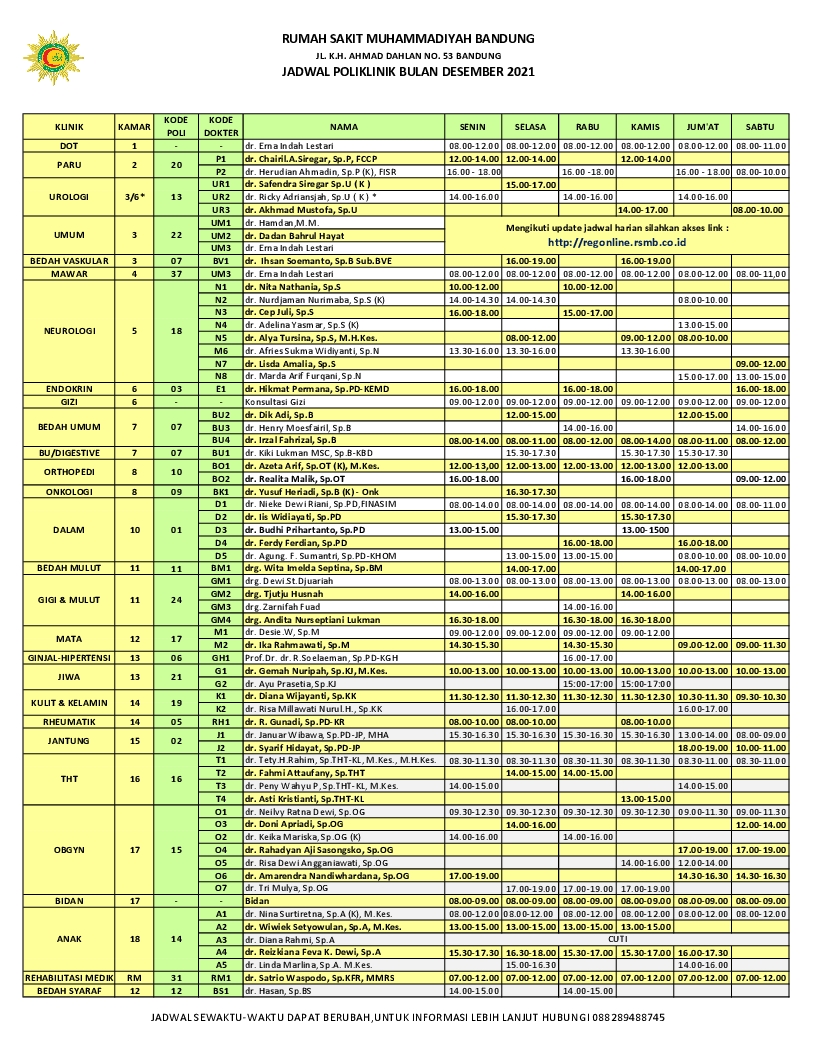 RUMAH SAKIT MUHAMMADIYAH BANDUNG
JL. K.H. AHMAD DAHLAN NO. 53 BANDUNG
JADWAL POLIKLINIK BULAN DESEMBER 2021
KLINIK KAMAR KODE POLI KODE DOKTER NAMA SENIN SELASA RABU KAMIS JUM'AT SABTU
DOT 1 - - dr. Erna Indah Lestari 08.00-12.00 08.00-12.00 08.00-12.00 08.00-12.00 08.00-12.00 08.00-11.00
PARU 2 20 P1 dr. Chairil.A.Siregar, Sp.P, FCCP 12.00-14.00 12.00-14.00 12.00-14.00
P2 dr. Herudian Ahmadin, Sp.P (K), FISR 16.00 - 18.00 16.00 -18.00 16.00 - 18.00 08.00-10.00
UROLOGI 3/6* 13 UR1 dr. Safendra Siregar Sp.U ( K ) 15.00-17.00
UR2 dr. Ricky Adriansjah, Sp.U ( K ) * 14.00-16.00 14.00-16.00 14.00-16.00
UR3 dr. Akhmad Mustofa, Sp.U 14.00-17.00 08.00-10.00
UMUM 3 22 UM1 dr. Hamdan,M.M.
UM2 dr. Dadan Bahrul Hayat
UM3 dr. Erna Indah Lestari
Mengikuti update jadwal harian silahkan akses link :
http://regonline.rsmb.co.id
BEDAH VASKULAR 3 07 BV1 dr. Ihsan Soemanto, Sp.B Sub.BVE 16.00-19.00 16.00-19.00
MAWAR 4 37 UM3 dr. Erna Indah Lestari 08.00-12.00 08.00-12.00 08.00-12.00 08.00-12.00 08.00-12.00 08.00-11,00
NEUROLOGI 5 18 N1 dr. Nita Nathania, Sp.S 10.00-12.00 10.00-12.00
N2 dr. Nurdjaman Nurimaba, Sp.S (K) 14.00-14.30 14.00-14.30 08.00-10.00
N3 dr. Cep Juli, Sp.S 16.00-18.00 15.00-17.00
N4 dr. Adelina Yasmar, Sp.S (K) 13.00-15.00
N5 dr. Alya Tursina, Sp.S, M.H.Kes. 08.00-12.00 09.00-12.00 08.00-10.00
M6 dr. Afries Sukma Widiyanti, Sp.N 13.30-16.00 13.30-16.00 13.30-16.00
N7 dr. Lisda Amalia, Sp.S 09.00-12.00
N8 dr. Marda Arif Furqani, Sp.N 15.00-17.00 13.00-15.00
ENDOKRIN 6 03 E1 dr. Hikmat Permana, Sp.PD-KEMD 16.00-18.00 16.00-18.00 16.00-18.00
GIZI 6 - - Konsultasi Gizi 09.00-12.00 09.00-12.00 09.00-12.00 09.00-12.00 09.00-12.00 09.00-12.00
BEDAH UMUM 7 07 BU2 dr. Dik Adi, Sp.B 12.00-15.00 12.00-15.00
BU3 dr. Henry Moesfairil, Sp.B 14.00-16.00 14.00-16.00
BU4 dr. Irzal Fahrizal, Sp.B 08.00-14.00 08.00-11.00 08.00-12.00 08.00-14.00 08.00-11.00 08.00-12.00
BU/DIGESTIVE 7 07 BU1 dr. Kiki Lukman MSC, Sp.B-KBD 15.30-17.30 15.30-17.30 15.30-17.30
ORTHOPEDI 8 10 BO1 dr. Azeta Arif, Sp.OT (K), M.Kes. 12.00-13,00 12.00-13.00 12.00-13.00 12.00-13.00 12.00-13.00
BO2 dr. Realita Malik, Sp.OT 16.00-18.00 16.00-18.00 09.00-12.00
ONKOLOGI 8 09 BK1 dr. Yusuf Heriadi, Sp.B (K) - Onk 16.30-17.30
DALAM 10 01 D1 dr. Nieke Dewi Riani, Sp.PD,FINASIM 08.00-14.00 08.00-14.00 08.00-14.00 08.00-14.00 08.00-14.00 08.00-11.00
D2 dr. Iis Widiayati, Sp.PD 15.30-17.30 15.30-17.30
D3 dr. Budhi Prihartanto, Sp.PD 13.00-15.00 13.00-1500
D4 dr. Ferdy Ferdian, Sp.PD 16.00-18.00 16.00-18.00
D5 dr. Agung. F. Sumantri, Sp.PD-KHOM 13.00-15.00 13.00-15.00 08.00-10.00 08.00-10.00
BEDAH MULUT 11 11 BM1 drg. Wita Imelda Septina, Sp.BM 14.00-17.00 14.00-17.00
GIGI & MULUT 11 24 GM1 drg. Dewi.St.Djuariah 08.00-13.00 08.00-13.00 08.00-13.00 08.00-13.00 08.00-13.00 08.00-13.00
GM2 drg. Tjutju Husnah 14.00-16.00 14.00-16.00
GM3 drg. Zarnifah Fuad 14.00-16.00
GM4 drg. Andita Nurseptiani Lukman 16.30-18.00 16.30-18.00 16.30-18.00
MATA 12 17 M1 dr. Desie.W, Sp.M 09.00-12.00 09.00-12.00 09.00-12.00 09.00-12.00
M2 dr. Ika Rahmawati, Sp.M 14.30-15.30 14.30-15.30 09.00-12.00 09.00-11.30
GINJAL-HIPERTENSI 13 06 GH1 Prof.Dr. dr.R.Soelaeman, Sp.PD-KGH 16.00-17.00
JIWA 13 21 G1 dr. Gemah Nuripah, Sp.KJ, M.Kes. 10.00-13.00 10.00-13.00 10.00-13.00 10.00-13.00 10.00-13.00 10.00-13.00
G2 dr. Ayu Prasetia, Sp.KJ 15:00-17:00 15:00-17:00
KULIT & KELAMIN 14 19 K1 dr. Diana Wijayanti, Sp.KK 11.30-12.30 11.30-12.30 11.30-12.30 11.30-12.30 10.30-11.30 09.30-10.30
K2 dr. Risa Millawati Nurul.H., Sp.KK 16.00-17.00 16.00-17.00
RHEUMATIK 14 05 RH1 dr. R. Gunadi, Sp.PD-KR 08.00-10.00 08.00-10.00 08.00-10.00
JANTUNG 15 02 J1 dr. Januar Wibawa, Sp.PD-JP, MHA 15.30-16.30 15.30-16.30 15.30-16.30 15.30-16.30 13.00-14.00 08.00-09.00
J2 dr. Syarif Hidayat, Sp.PD-JP 18.00-19.00 10.00-11.00
THT 16 16 T1 dr. Tety.H.Rahim, Sp.THT-KL, M.Kes., M.H.Kes. 08.30-11.30 08.30-11.30 08.30-11.30 08.30-11.30 08.30-11.00 08.30-11.00
T2 dr. Fahmi Attaufany, Sp.THT 14.00-15.00 14.00-15.00
T3 dr. Peny Wahyu P, Sp.THT-KL, M.Kes. 14.00-15.00 14.00-15.00
T4 dr. Asti Kristianti, Sp.THT-KL 13.00-15.00
OBGYN 17 15 O1 dr. Neilvy Ratna Dewi, Sp.OG 09.30-12.30 09.30-12.30 09.30-12.30 09.30-12.30 09.00-11.30 09.00-11.30
O3 dr. Doni Apriadi, Sp.OG 14.00-16.00 12.00-14.00
O2 dr. Keika Mariska, Sp.OG (K) 14.00-16.00 14.00-16.00
O4 dr. Rahadyan Aji Sasongsko, Sp.OG 17.00-19.00 17.00-19.00
O5 dr. Risa Dewi Angganiawati, Sp.OG 14.00-16.00 12.00-14.00
O6 dr. Amarendra Nandiwhardana, Sp.OG 17.00-19.00 14.30-16.30 14.30-16.30
O7 dr. Tri Mulya, Sp.OG 17.00-19.00 17.00-19.00 17.00-19.00
BIDAN 17 - - Bidan 08.00-09.00 08.00-09.00 08.00-09.00 08.00-09.00 08.00-09.00 08.00-09.00
ANAK 18 14 A1 dr. Nina Surtiretna, Sp.A (K), M.Kes. 08.00-12.00 08.00-12.00 08.00-12.00 08.00-12.00 08.00-12.00 08.00-12.00
A2 dr. Wiwiek Setyowulan, Sp.A, M.Kes. 13.00-15.00 13.00-15.00 13.00-15.00 13.00-15.00
A3 dr. Diana Rahmi, Sp.A CUTI
A4 dr. Reizkiana Feva K. Dewi, Sp.A 15.30-17.30 16.30-18.00 15.30-17.00 15.30-17.00 16.00-17.30
A5 dr. Linda Marlina, Sp.A. M.Kes. 15.00-16.30 14.00-16.00
REHABILITASI MEDIK RM 31 RM1 dr. Satrio Waspodo, Sp.KFR, MMRS 07.00-12.00 07.00-12.00 07.00-12.00 07.00-12.00 07.00-12.00 07.00-12.00
BEDAH SYARAF 12 12 BS1 dr. Hasan, Sp.BS 14.00-15.00 14.00-15.00
JADWAL SEWAKTU-WAKTU DAPAT BERUBAH,UNTUK INFORMASI LEBIH LANJUT HUBUNGI 088289488745